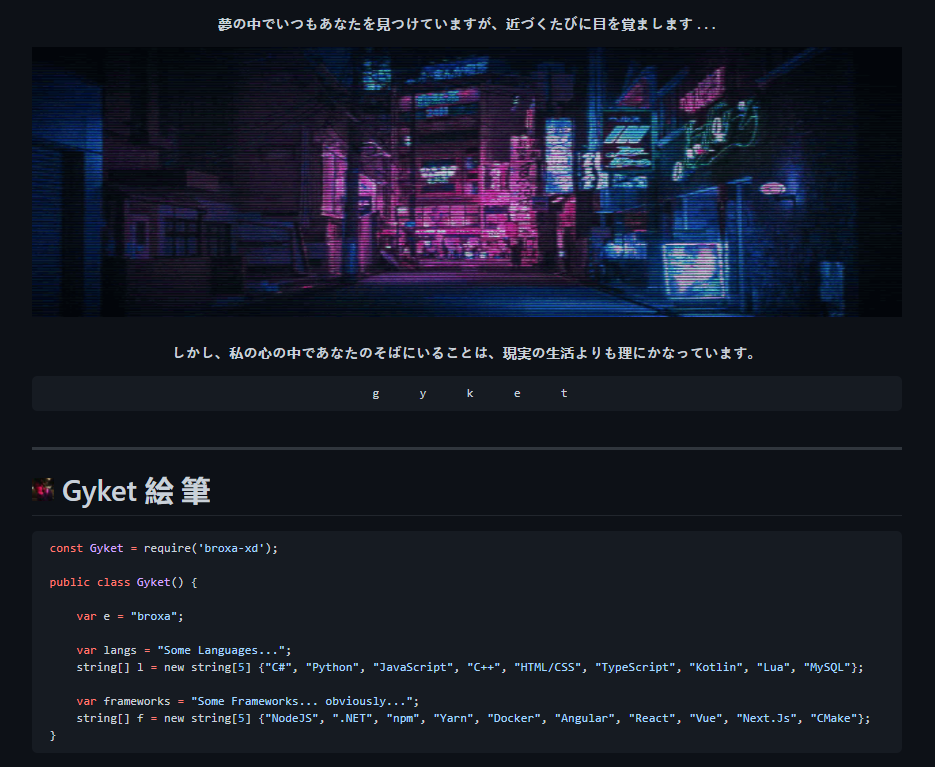 夢の中でいつもあなたを見つけていますが、近づくたびに目を覚まします...
しかし、私の心の中であなたのそばにいることは、現実の生活よりも理にかなっています。
g y k e t
Gyket 絵 筆
const Gyket = require('broxa-xd');
public class Gyket() {
var e = "broxa";
var langs = "Some Languages...";
string[] l = new string[5] {"C#", "Python", "JavaScript", "C++", "HTML/CSS", "TypeScript", "Kotlin", "Lua", "MySQL"};
var frameworks = "Some Frameworks... obviously...";
string[] f = new string[5] {"NodeJS", ".NET", "npm", "Yarn", "Docker", "Angular", "React", "Vue", "Next.Js", "CMake"};
}